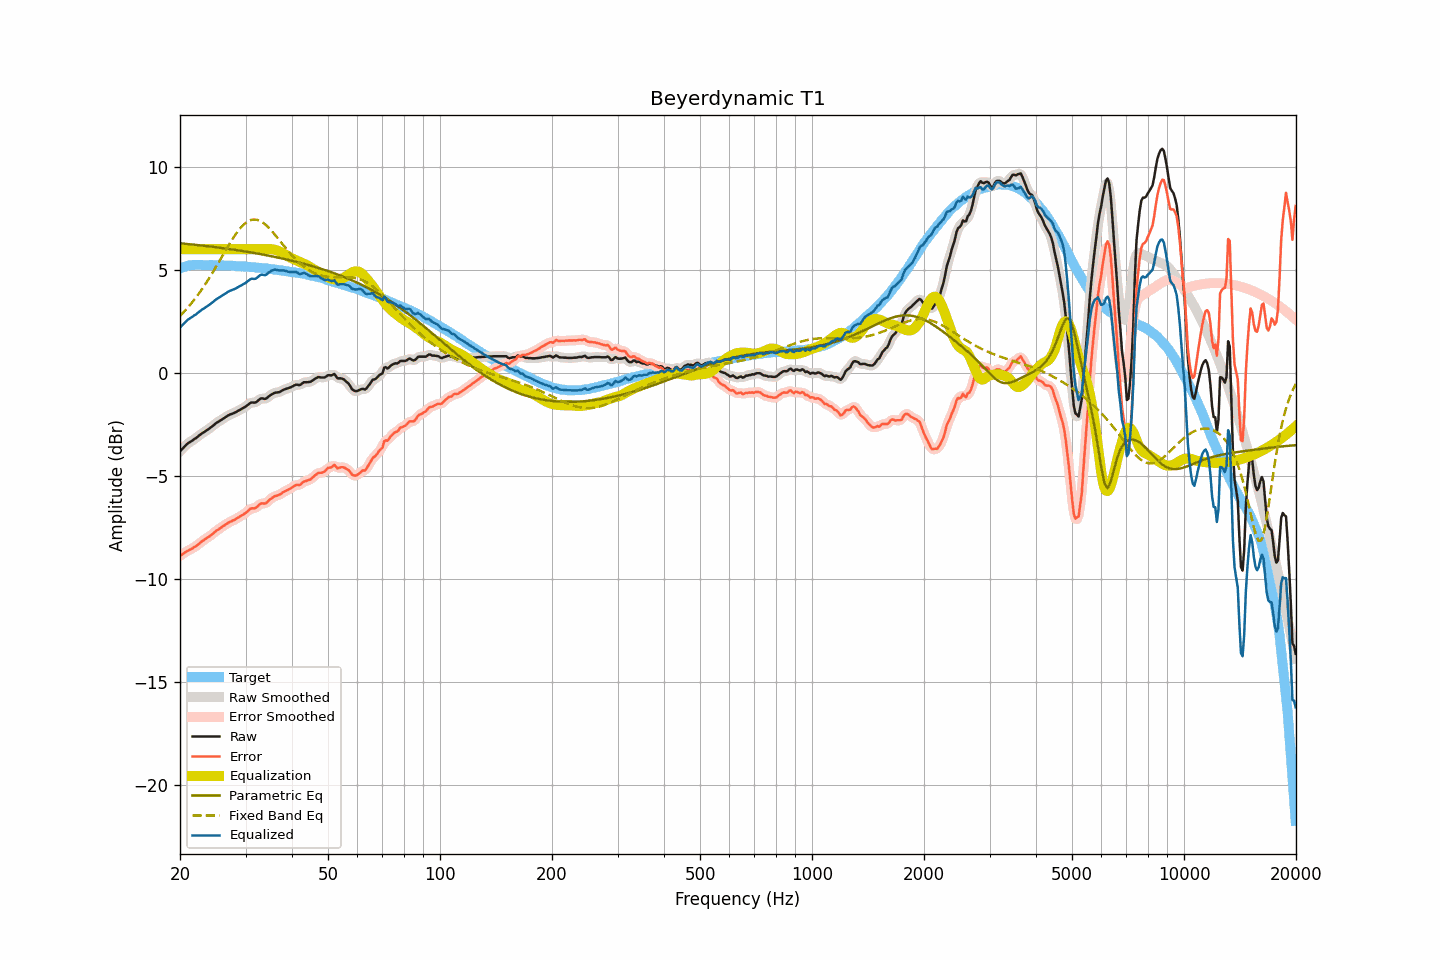 Beyerdynamic T1
10
5
0
−5
−10
−15
−20
Amplitude (dBr)
Target
Raw Smoothed
Error Smoothed
Raw
Error
Equalization
Parametric Eq
Fixed Band Eq
Equalized
20 50 100 200 500 1000 2000 5000 10000 20000
Frequency (Hz)